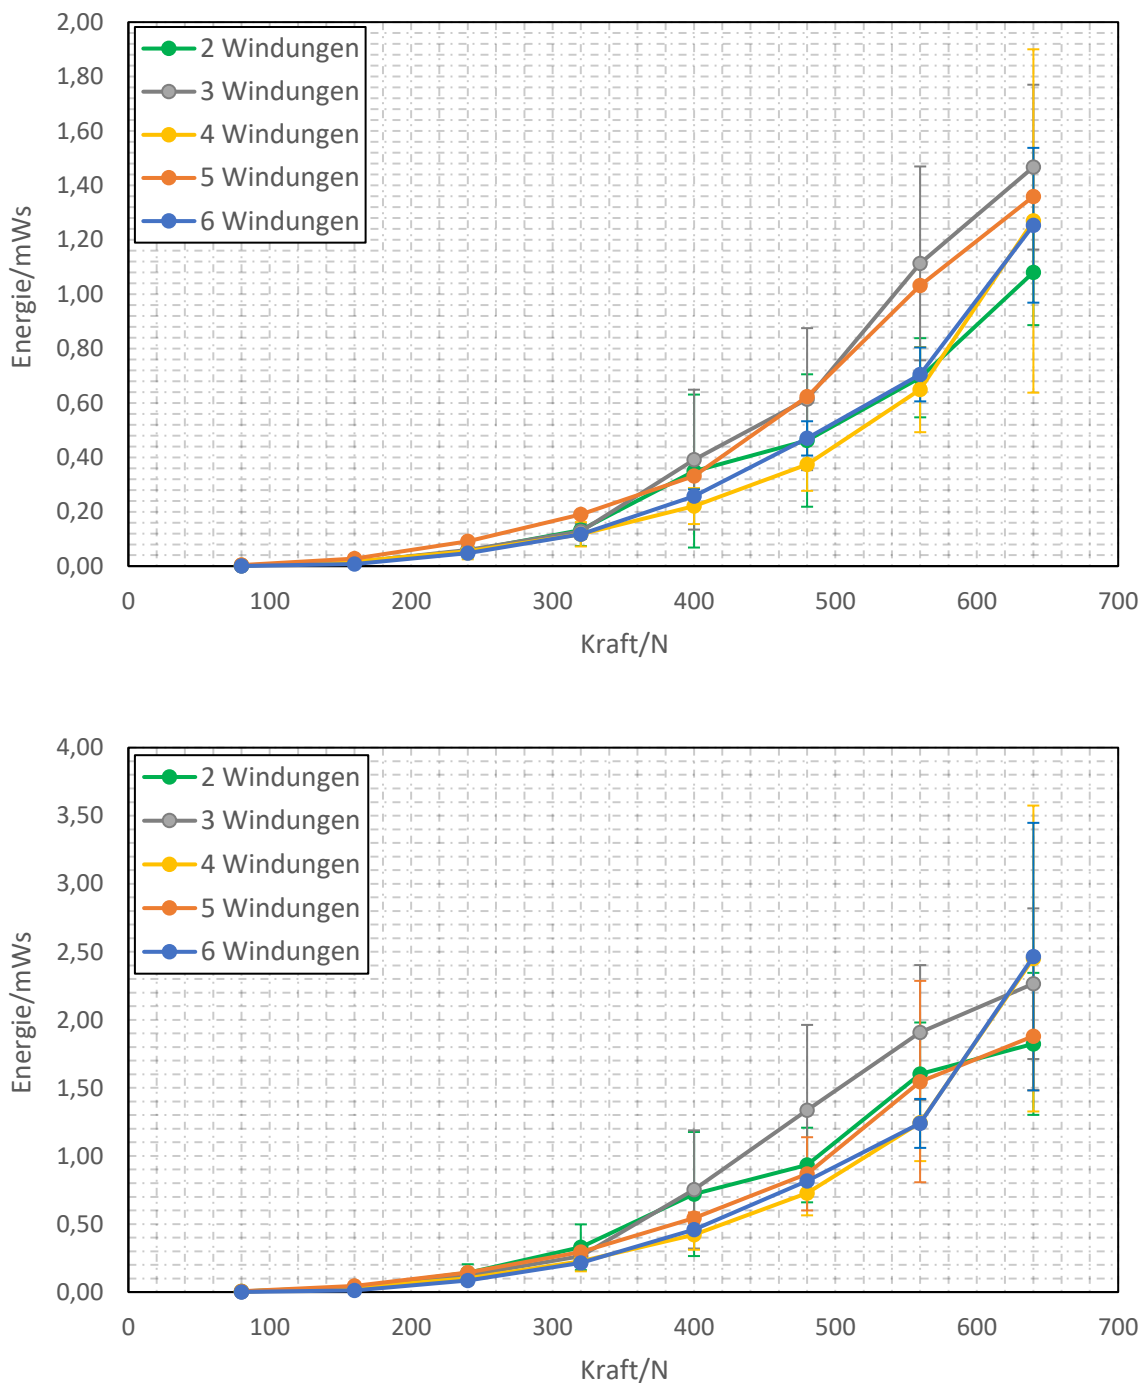 2,00
1,80
1,60
1,40
1,20
1,00
0,80
0,60
0,40
0,20
0,00
Energie/mWs
2 Windungen
3 Windungen
4 Windungen
5 Windungen
6 Windungen
0 100 200 300 400 500 600 700
Kraft/N
4,00
3,50
3,00
2,50
2,00
1,50
1,00
0,50
0,00
Energie/mWs
2 Windungen
3 Windungen
4 Windungen
5 Windungen
6 Windungen
0 100 200 300 400 500 600 700
Kraft/N